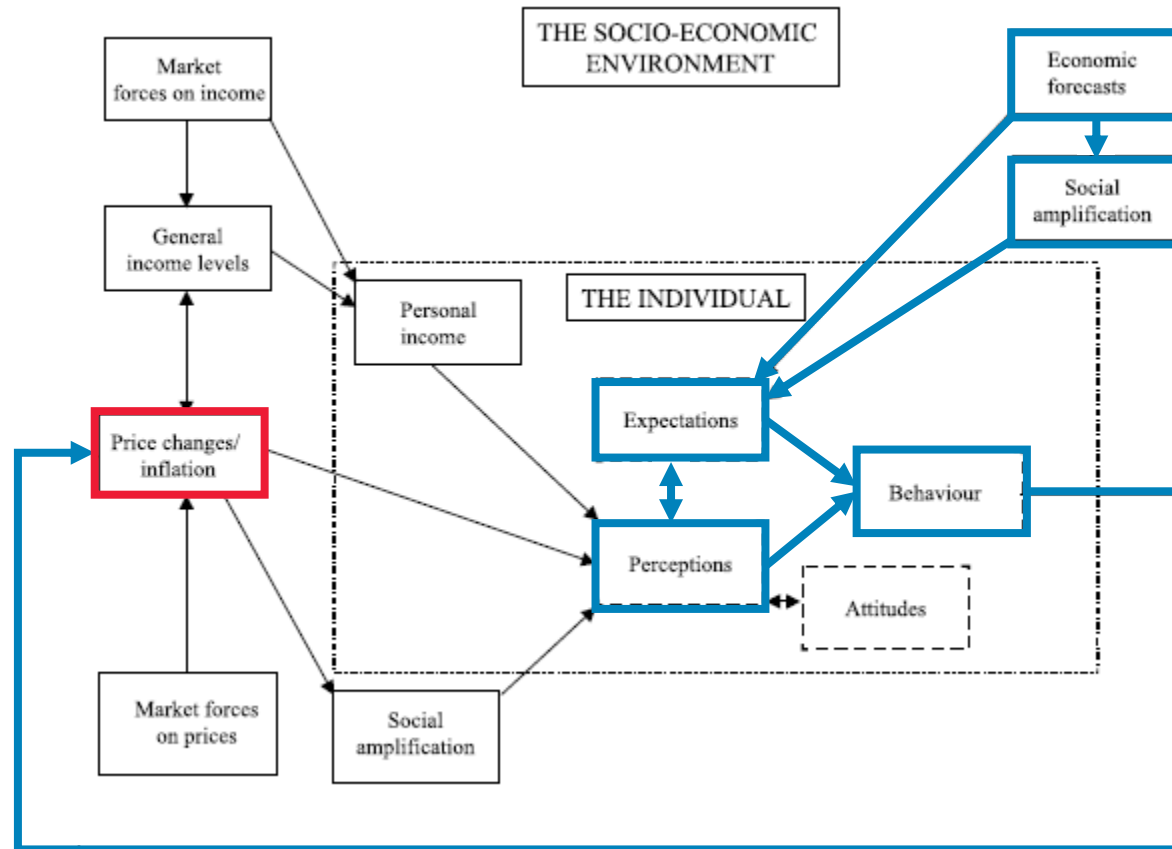 THE SOCIO-ECONOMIC
ENVIRONMENT
Market
forces on income
Economic
forecasts
Social
amplification
General
income levels
THE INDIVIDUAL
Personal
income
Expectations
Price changes/
inflation
Behaviour
Perceptions
Attitudes
Market forces
on prices
Social
amplification